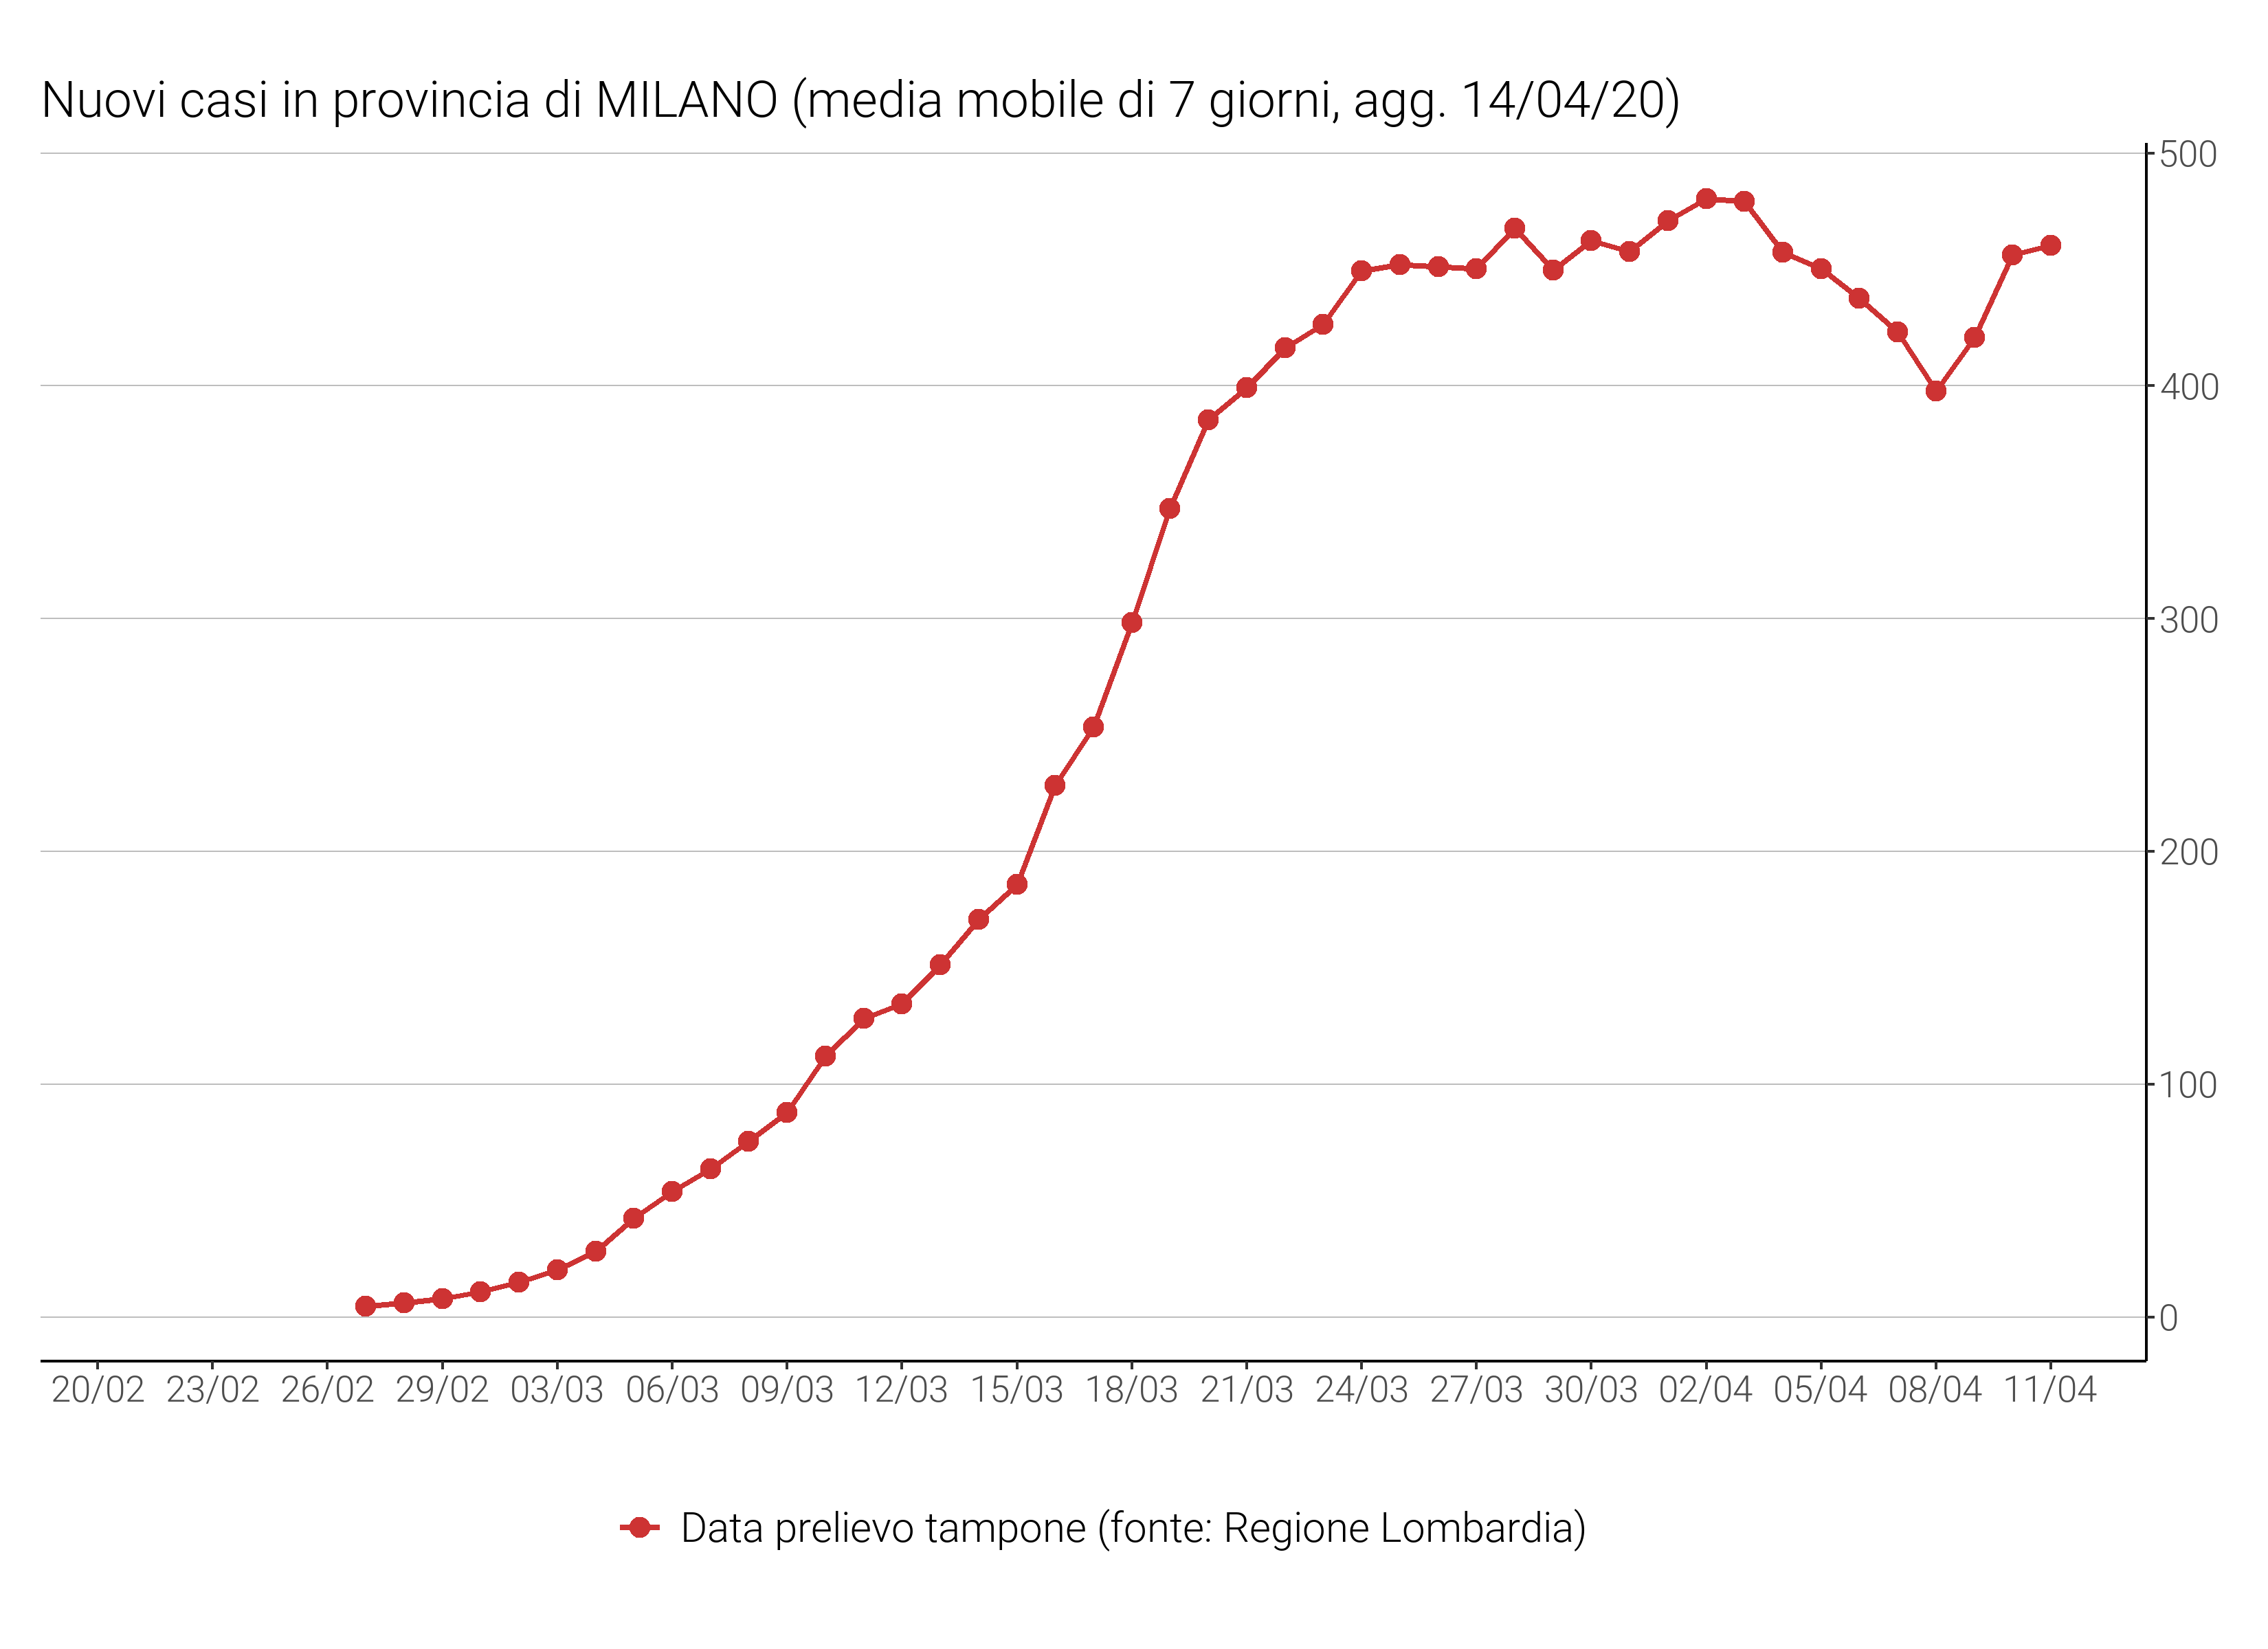 Nuovi casi in provincia di MILANO (media mobile di 7 giorni, agg. 14/04/20)
500
400
300
200
100
0
20/02 23/02 26/02 29/02 03/03 06/03 09/03 12/03 15/03 18/03 21/03 24/03 27/03 30/03 02/04 05/04 08/04 11/04
Data prelievo tampone (fonte: Regione Lombardia)